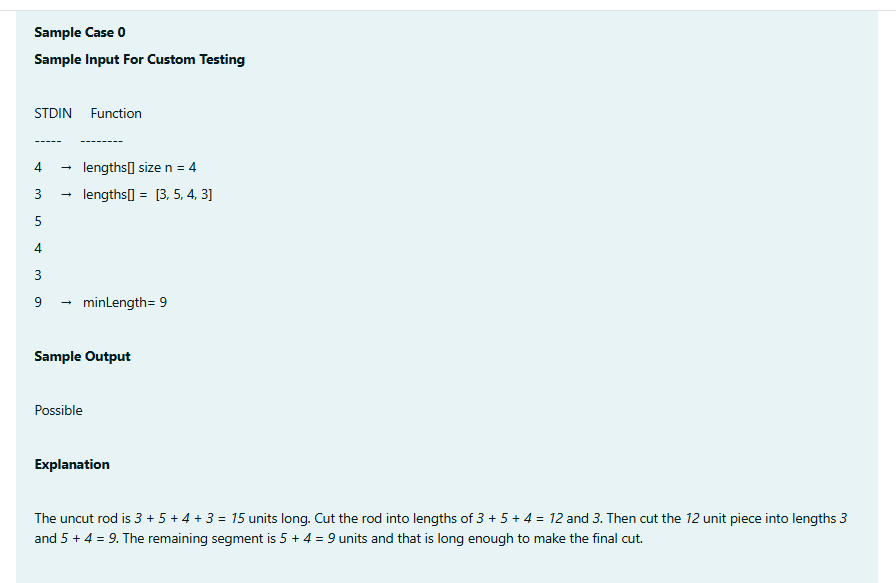 Sample Case 0
Sample Input For Custom Testing
STDIN Function
----- --------
4 → lengths[] size n = 4
3 → lengths[] = [3, 5, 4, 3]
5
4
3
9 → minLength= 9
Sample Output
Possible
Explanation
The uncut rod is 3 + 5 + 4 + 3 = 15 units long. Cut the rod into lengths of 3 + 5 + 4 = 12 and 3. Then cut the 12 unit piece into lengths 3
and 5 + 4 = 9. The remaining segment is 5 + 4 = 9 units and that is long enough to make the final cut.